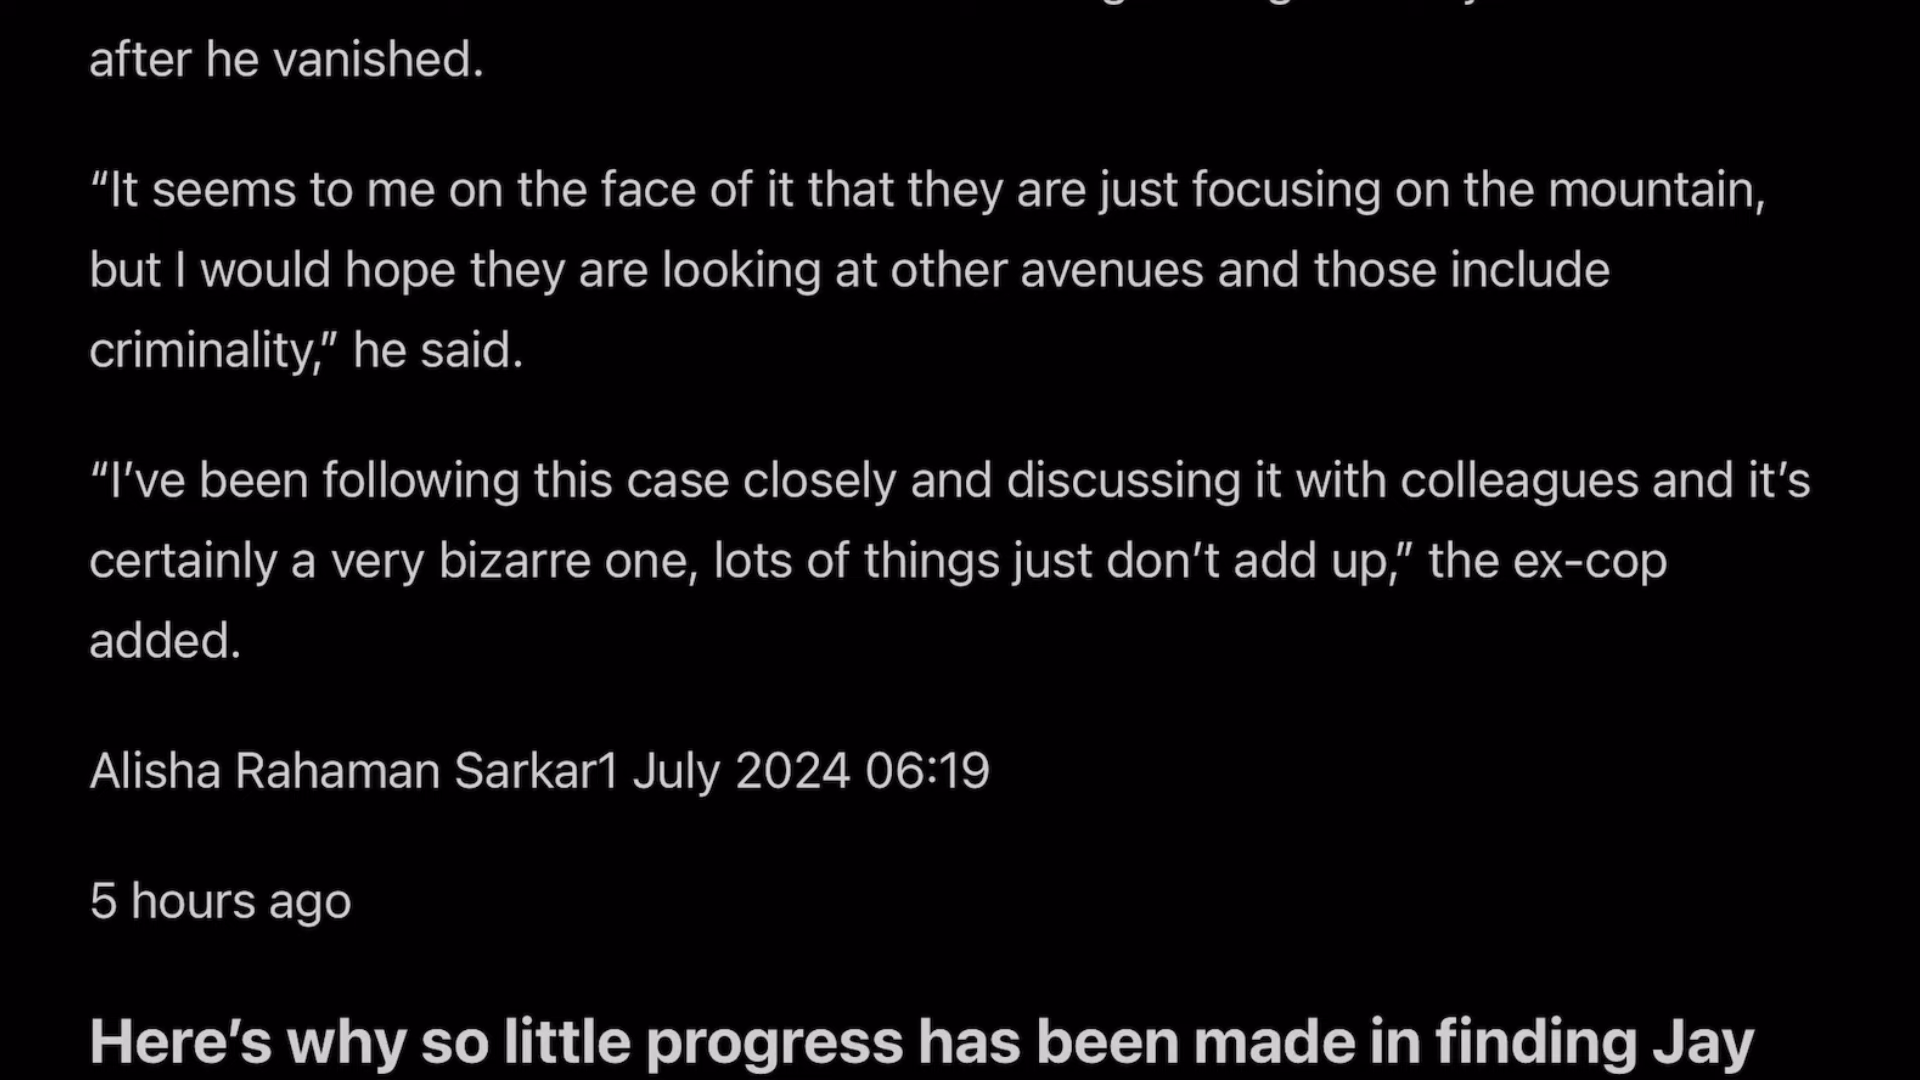 after he vanished.
“It seems to me on the face of it that they are just focusing on the mountain,
but I would hope they are looking at other avenues and those include
criminality,” he said.
“I’ve been following this case closely and discussing it with colleagues and it’s
certainly a very bizarre one, lots of things just don’t add up,” the ex-cop
added.
Alisha Rahaman Sarkar1 July 2024 06:19
5 hours ago
Here’s why so little progress has been made in finding Jay